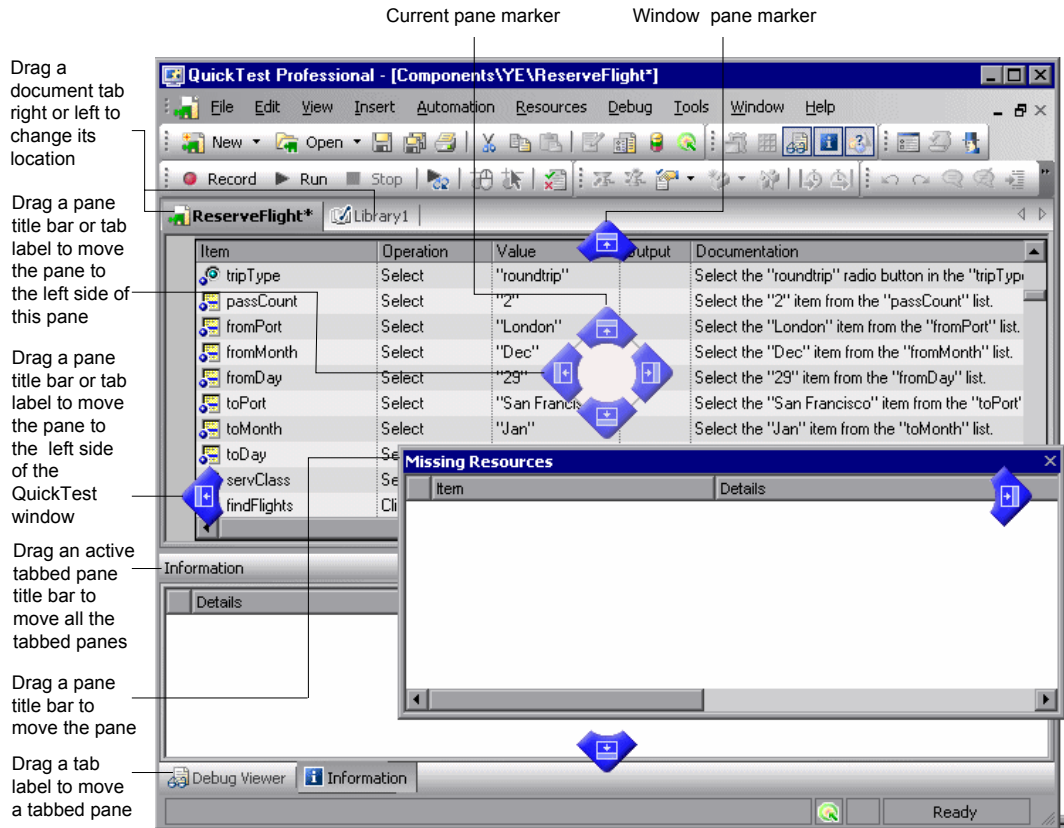 Current pane marker
Window pane marker
Drag a
document tab
right or left to
change its
location
Drag a pane
title bar or tab
label to move
the pane to
the left side of
this pane
Drag a pane
title bar or tab
label to move
the pane to
the left side
of the
QuickTest
window
Drag an active
tabbed pane
title bar to
move all the
tabbed panes
Drag a pane
title bar to
move the pane
Drag a tab
label to move
a tabbed pane
QuickTest Professional - [Components\YE\ReserveFlight*]
File Edit View Insert Automation Resources Debug Tools Window Help
New Open
Record Run Stop
ReserveFlight* Library1
Item Operation Value Output Documentation
tripType Select "roundtrip" Select the "roundtrip" radio button in the "tripTyp
passCount Select "2" Select the "2" item from the "passCount" list.
fromPort Select "London" Select the "London" item from the "fromPort" list.
fromMonth Select "Dec" Select the "Dec" item from the "fromMonth" list.
fromDay Select "29" Select the "29" item from the "fromDay" list.
toPort Select "San Francis Select the "San Francisco" item from the "toPort"
toMonth Select "Jan" Select the "Jan" item from the "toMonth" list.
toDay Se
servClass Se
findFlights Cli
Missing Resources
Item Details
Information
Details
Debug Viewer Information
Ready